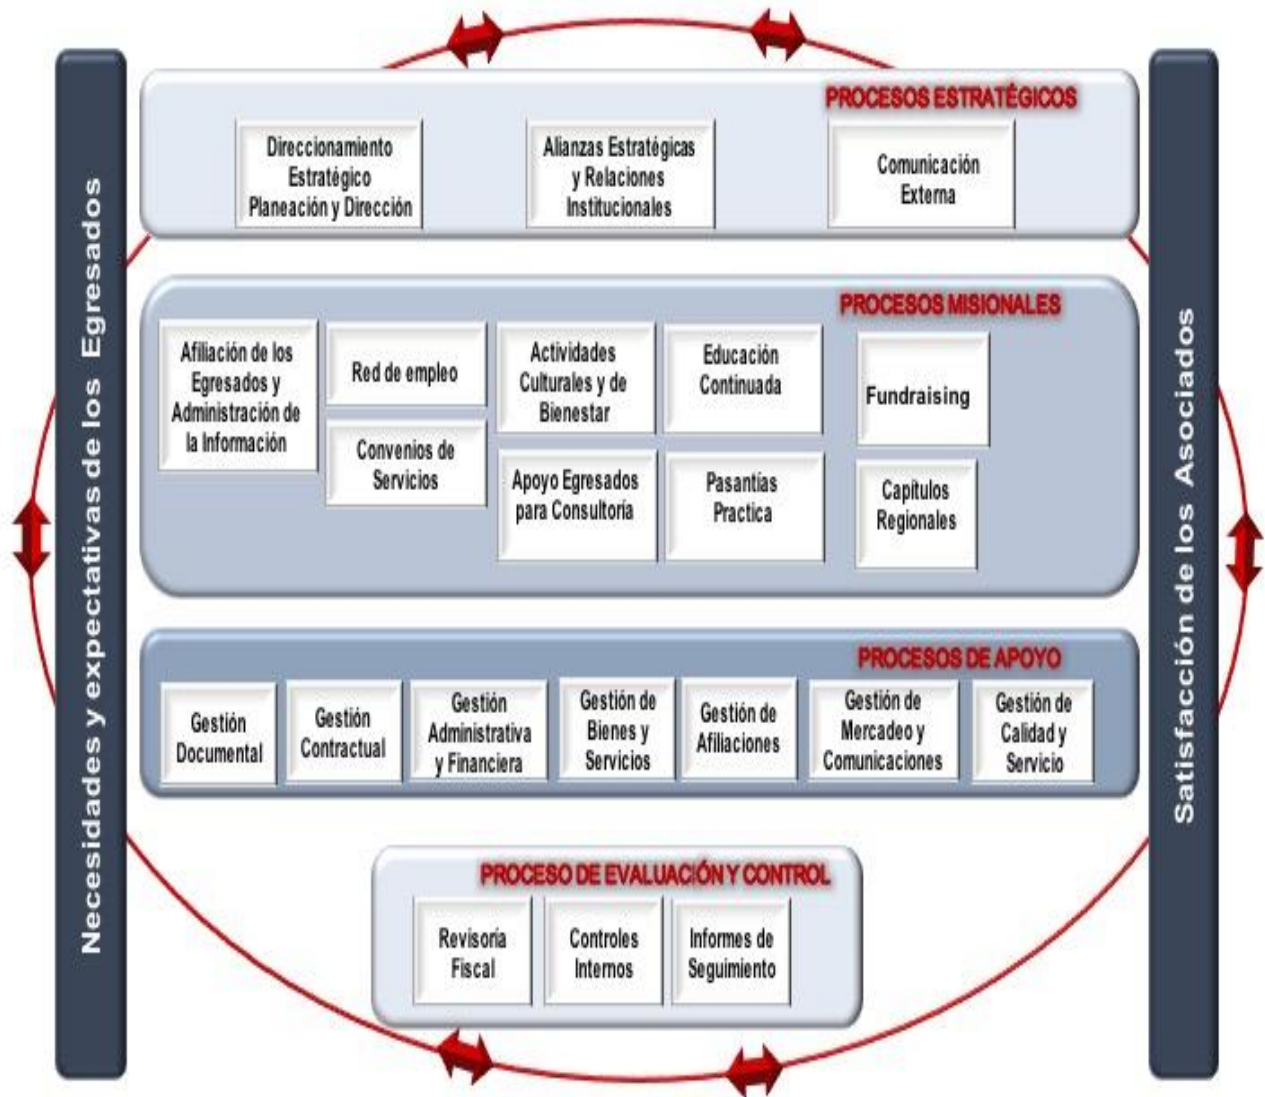 Necesidades y expectativas de los Egresados
PROCESOS ESTRATÉGICOS
Direccionamiento
Estratégico
Planeación y Dirección
Alianzas Estratégicas
y Relaciones
Institucionales
Comunicación
Externa
PROCESOS MISIONALES
Afiliación de los
Egresados y
Administración de
la Información
Red de empleo
Convenios de
Servicios
Actividades
Culturales y de
Bienestar
Apoyo Egresados
para Consultoría
Educación
Continuada
Pasantías
Practica
Fundraising
Capítulos
Regionales
PROCESOS DE APOYO
Gestión
Documental
Gestión
Contractual
Gestión
Administrativa
y Financiera
Gestión de
Bienes y
Servicios
Gestión de
Afiliaciones
Gestión de
Mercadeo y
Comunicaciones
Gestión de
Calidad y
Servicio
PROCESO DE EVALUACIÓN Y CONTROL
Revisoría
Fiscal
Controles
Internos
Informes de
Seguimiento
Satisfacción de los Asociados